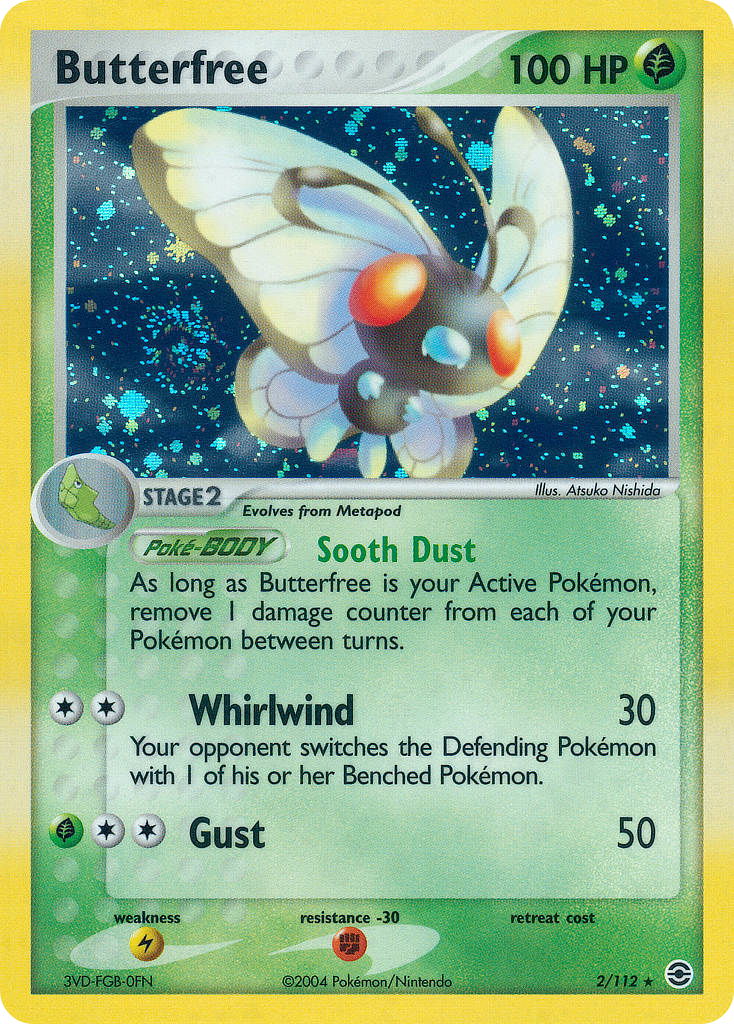 Butterfree 100 HP
Illus. Atsuko Nishida
STAGE2
Evolves from Metapod
Poké-BODY Sooth Dust
As long as Butterfree is your Active Pokémon,
remove 1 damage counter from each of your
Pokémon between turns.
Whirlwind 30
Your opponent switches the Defending Pokémon
with 1 of his or her Benched Pokémon.
Gust 50
weakness resistance -30 retreat cost
3VD-FGB-0FN ©2004 Pokémon/Nintendo 2/112 ★